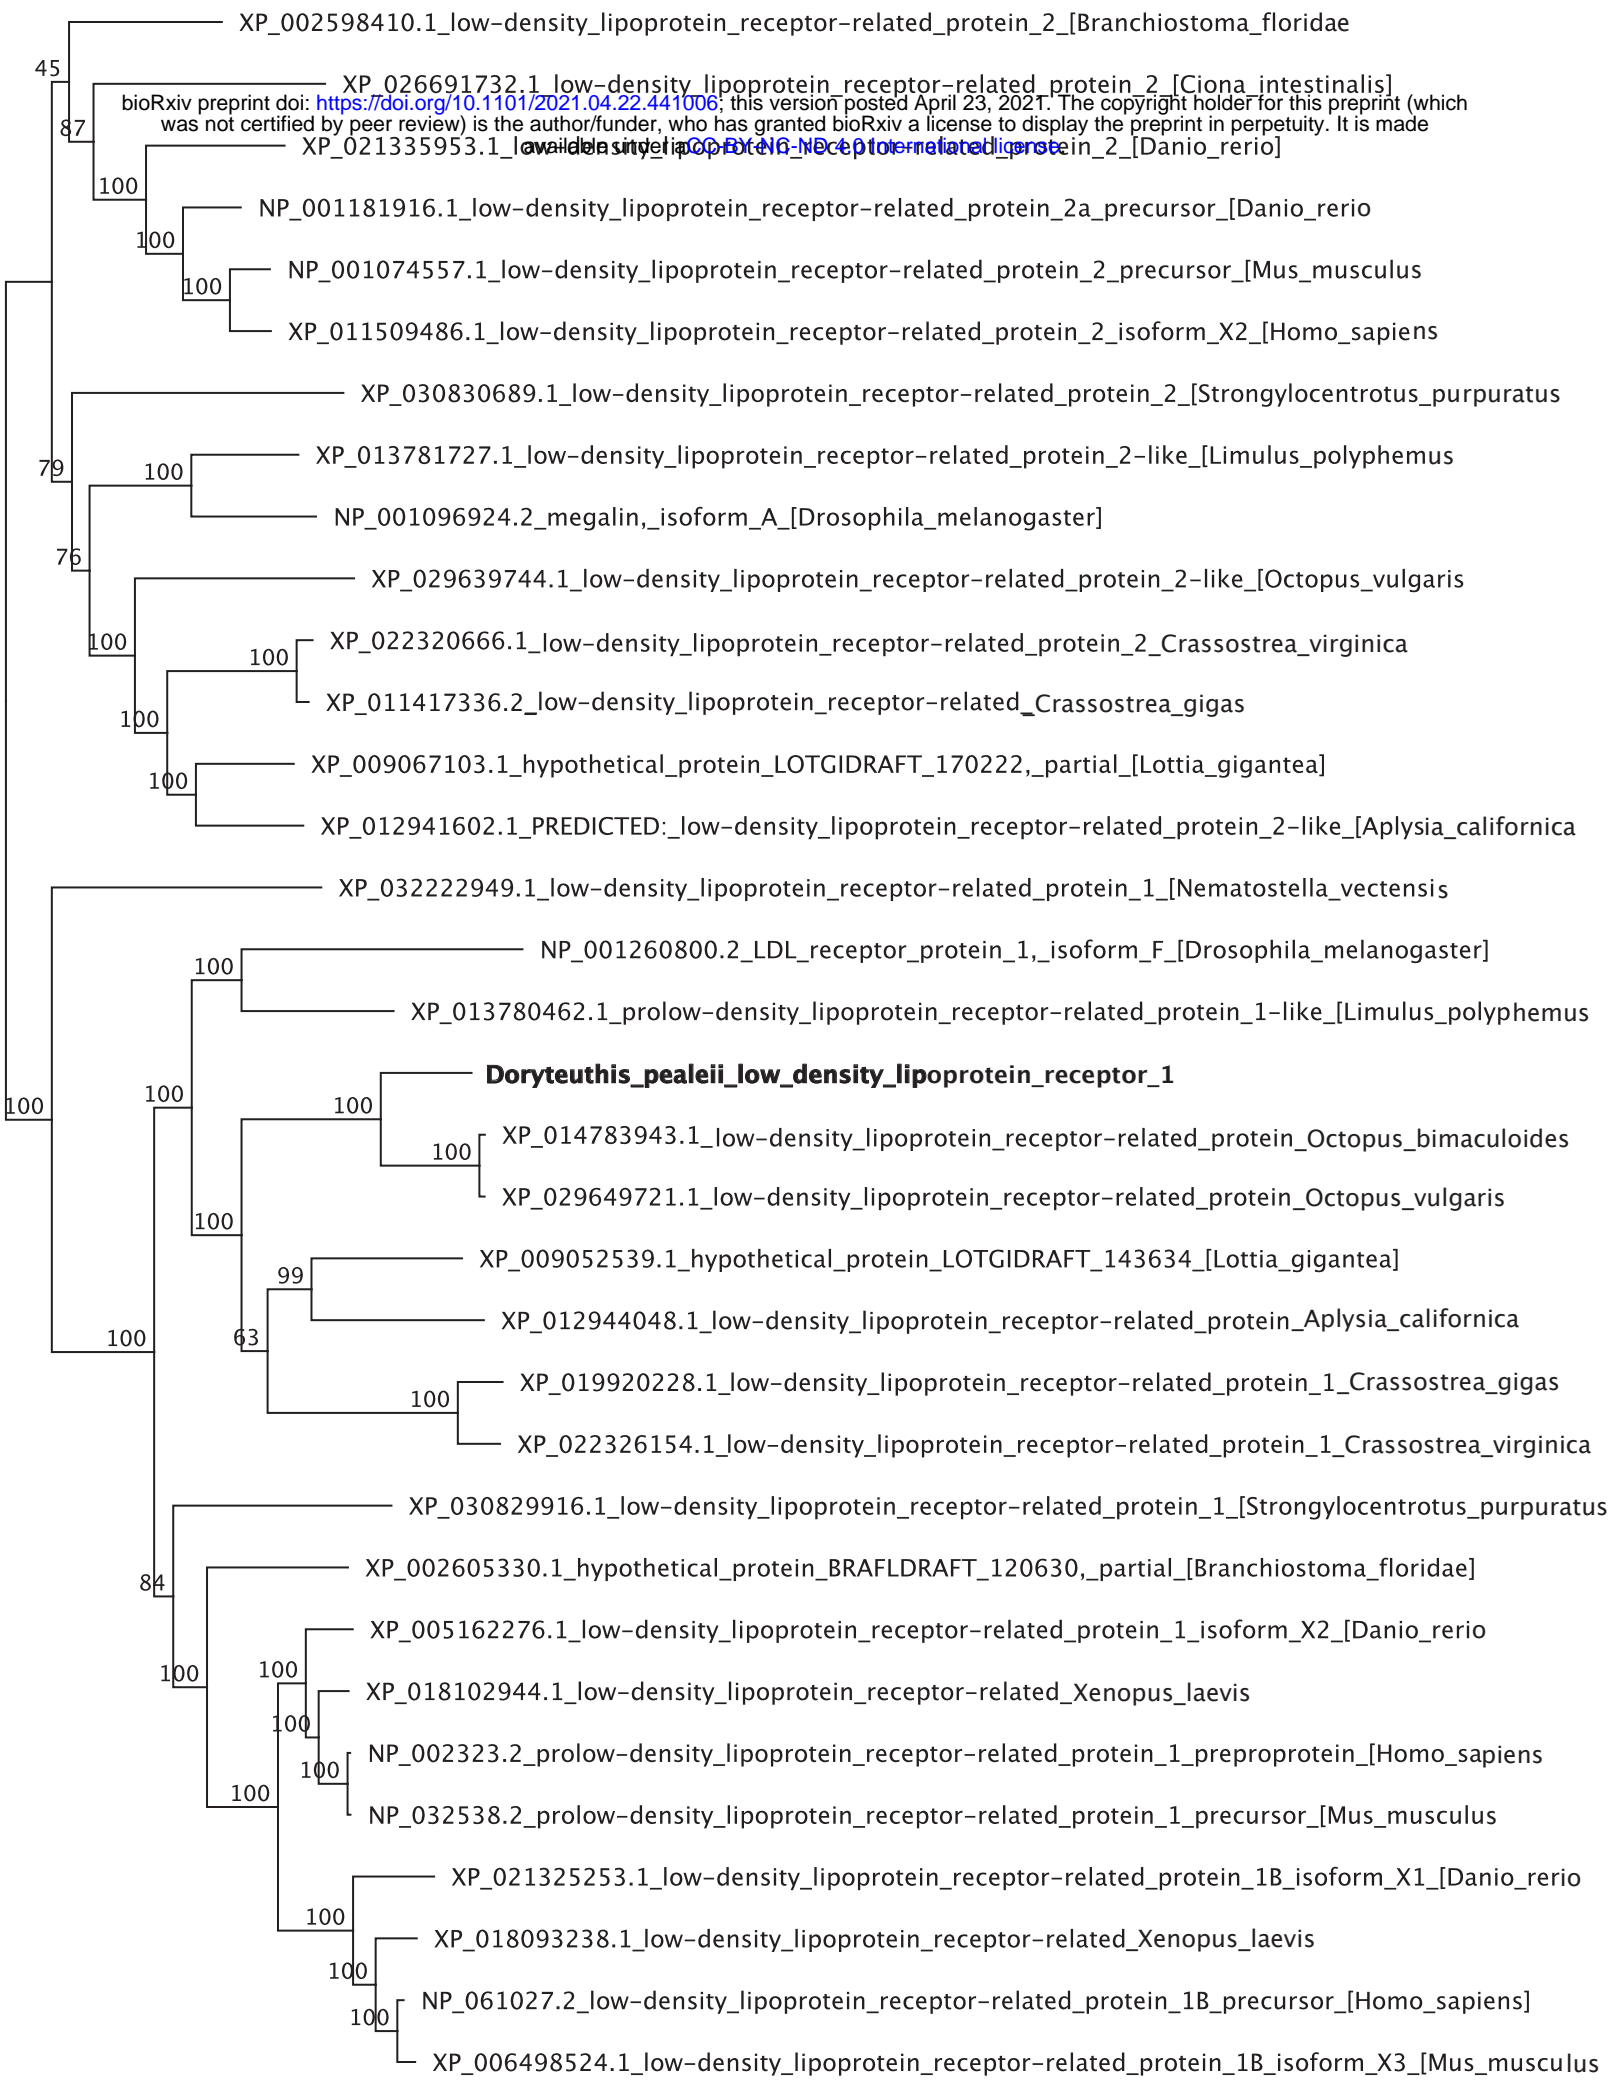 XP_002598410.1_low-density_lipoprotein_receptor-related_protein_2_[Branchiostoma_floridae
45
XP_026691732.1_low-density_lipoprotein_receptor-related_protein_2_[Ciona_intestinalis]
bioRxiv preprint doi: https://doi.org/10.1101/2021.04.22.441006; this version posted April 23, 2021. The copyright holder for this preprint (which
87
was not certified by peer review) is the author/funder, who has granted bioRxiv a license to display the preprint in perpetuity. It is made
available under aCC-BY-NC-ND 4.0 International license.
XP_021335953.1_low-density_lipoprotein_receptor-related_protein_2_[Danio_rerio]
100
NP_001181916.1_low-density_lipoprotein_receptor-related_protein_2a_precursor_[Danio_rerio
100
NP_001074557.1_low-density_lipoprotein_receptor-related_protein_2_precursor_[Mus_musculus
100
XP_011509486.1_low-density_lipoprotein_receptor-related_protein_2_isoform_X2_[Homo_sapiens
XP_030830689.1_low-density_lipoprotein_receptor-related_protein_2_[Strongylocentrotus_purpuratus
XP_013781727.1_low-density_lipoprotein_receptor-related_protein_2-like_[Limulus_polyphemus
79
100
NP_001096924.2_megalin,_isoform_A_[Drosophila_melanogaster]
76
XP_029639744.1_low-density_lipoprotein_receptor-related_protein_2-like_[Octopus_vulgaris
100
XP_022320666.1_low-density_lipoprotein_receptor-related_protein_2_Crassostrea_virginica
100
XP_011417336.2_low-density_lipoprotein_receptor-related_Crassostrea_gigas
100
XP_009067103.1_hypothetical_protein_LOTGIDRAFT_170222,_partial_[Lottia_gigantea]
100
XP_012941602.1_PREDICTED:_low-density_lipoprotein_receptor-related_protein_2-like_[Aplysia_californica
XP_032222949.1_low-density_lipoprotein_receptor-related_protein_1_[Nematostella_vectensis
NP_001260800.2_LDL_receptor_protein_1,_isoform_F_[Drosophila_melanogaster]
100
XP_013780462.1_prolow-density_lipoprotein_receptor-related_protein_1-like_[Limulus_polyphemus
Doryteuthis_pealeii_low_density_lipoprotein_receptor_1
100
100
100
XP_014783943.1_low-density_lipoprotein_receptor-related_protein_Octopus_bimaculoides
100
XP_029649721.1_low-density_lipoprotein_receptor-related_protein_Octopus_vulgaris
100
XP_009052539.1_hypothetical_protein_LOTGIDRAFT_143634_[Lottia_gigantea]
99
XP_012944048.1_low-density_lipoprotein_receptor-related_protein_Aplysia_californica
100
63
XP_019920228.1_low-density_lipoprotein_receptor-related_protein_1_Crassostrea_gigas
100
XP_022326154.1_low-density_lipoprotein_receptor-related_protein_1_Crassostrea_virginica
XP_030829916.1_low-density_lipoprotein_receptor-related_protein_1_[Strongylocentrotus_purpuratus
XP_002605330.1_hypothetical_protein_BRAFLDRAFT_120630,_partial_[Branchiostoma_floridae]
84
XP_005162276.1_low-density_lipoprotein_receptor-related_protein_1_isoform_X2_[Danio_rerio
100
100
XP_018102944.1_low-density_lipoprotein_receptor-related_Xenopus_laevis
100
NP_002323.2_prolow-density_lipoprotein_receptor-related_protein_1_preproprotein_[Homo_sapiens
100
100
NP_032538.2_prolow-density_lipoprotein_receptor-related_protein_1_precursor_[Mus_musculus
XP_021325253.1_low-density_lipoprotein_receptor-related_protein_1B_isoform_X1_[Danio_rerio
100
XP_018093238.1_low-density_lipoprotein_receptor-related_Xenopus_laevis
100
NP_061027.2_low-density_lipoprotein_receptor-related_protein_1B_precursor_[Homo_sapiens]
100
XP_006498524.1_low-density_lipoprotein_receptor-related_protein_1B_isoform_X3_[Mus_musculus